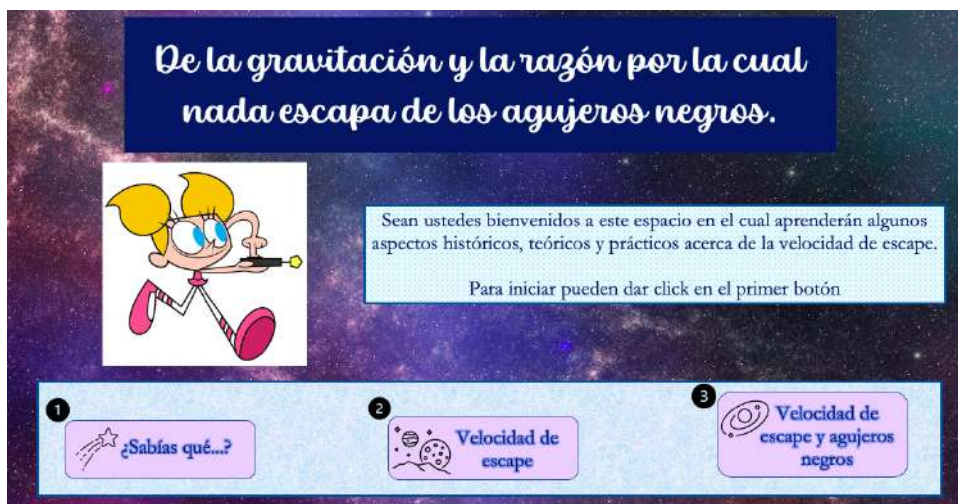 De la gravitación y la razón por la cual
nada escapa de los agujeros negros.
Sean ustedes bienvenidos a este espacio en el cual aprenderán algunos
aspectos históricos, teóricos y prácticos acerca de la velocidad de escape.
Para iniciar pueden dar click en el primer botón
1
¿Sabías qué...?
2
Velocidad de
escape
3
Velocidad de
escape y agujeros
negros